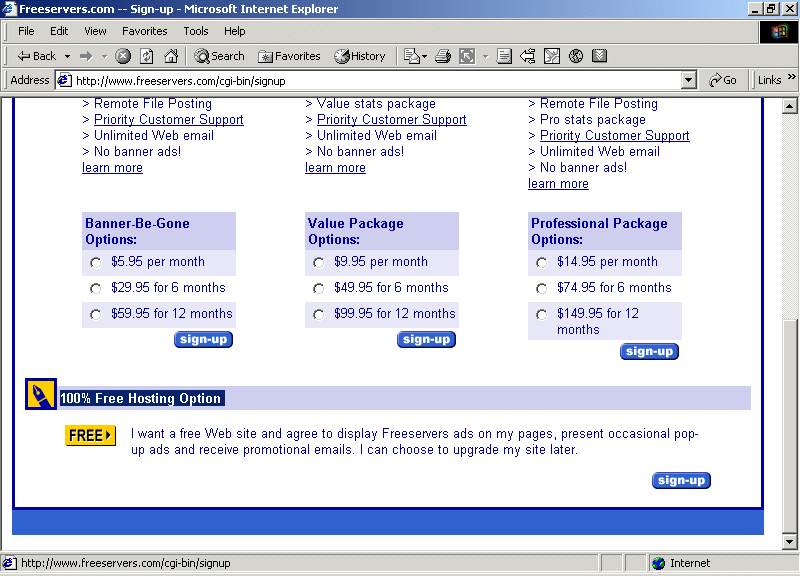 Freeservers.com -- Sign-up - Microsoft Internet Explorer
File Edit View Favorites Tools Help
Back Search Favorites History
Address http://www.freeservers.com/cgi-bin/signup Go Links »
> Remote File Posting
> Priority Customer Support
> Unlimited Web email
> No banner ads!
learn more
> Value stats package
> Priority Customer Support
> Unlimited Web email
> No banner ads!
learn more
> Remote File Posting
> Pro stats package
> Priority Customer Support
> Unlimited Web email
> No banner ads!
learn more
Banner-Be-Gone
Options:
$5.95 per month
$29.95 for 6 months
$59.95 for 12 months
sign-up
Value Package
Options:
$9.95 per month
$49.95 for 6 months
$99.95 for 12 months
sign-up
Professional Package
Options:
$14.95 per month
$74.95 for 6 months
$149.95 for 12
months
sign-up
100% Free Hosting Option
FREE
I want a free Web site and agree to display Freeservers ads on my pages, present occasional pop-
up ads and receive promotional emails. I can choose to upgrade my site later.
sign-up
http://www.freeservers.com/cgi-bin/signup Internet